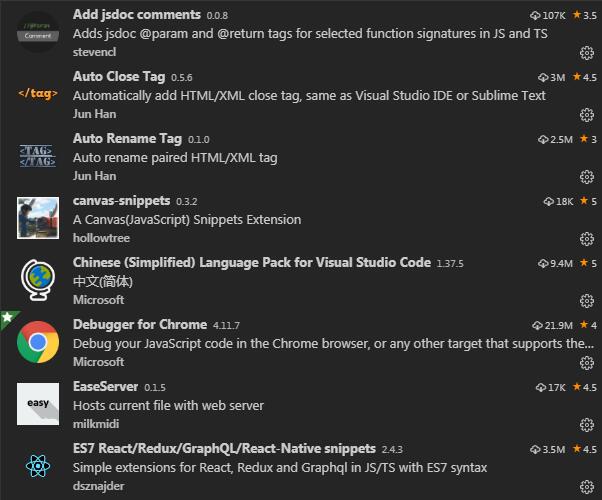 Add jsdoc comments 0.0.8 107K ★ 3.5
//@Param
Comment
Adds jsdoc @param and @return tags for selected function signatures in JS and TS
stevencl
Auto Close Tag 0.5.6 3M ★ 4.5
</tag>
Automatically add HTML/XML close tag, same as Visual Studio IDE or Sublime Text
Jun Han
Auto Rename Tag 0.1.0 2.5M ★ 3
<TAG>
</TAG>
Auto rename paired HTML/XML tag
Jun Han
canvas-snippets 0.3.2 18K ★ 5
A Canvas(JavaScript) Snippets Extension
hollowtree
Chinese (Simplified) Language Pack for Visual Studio Code 1.37.5 9.4M ★ 5
中文(简体)
Microsoft
Debugger for Chrome 4.11.7 21.9M ★ 4
Debug your JavaScript code in the Chrome browser, or any other target that supports the...
Microsoft
EaseServer 0.1.5 17K ★ 4.5
easy
Hosts current file with web server
milkmidi
ES7 React/Redux/GraphQL/React-Native snippets 2.4.3 3.5M ★ 4.5
Simple extensions for React, Redux and Graphql in JS/TS with ES7 syntax
dsznajder